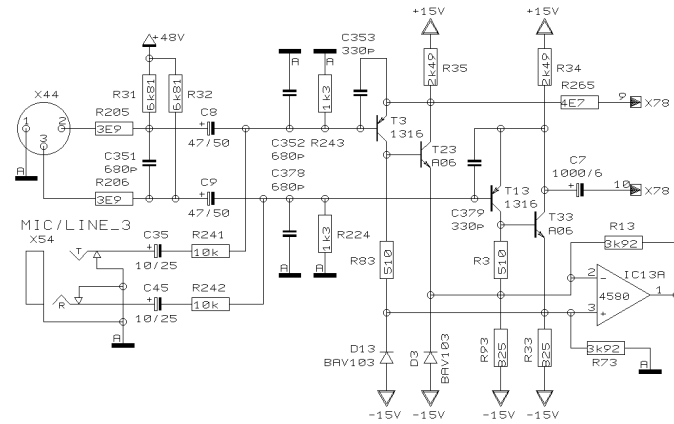 C353
330p
+15V
+15V
+48V
A
A
X44
R31
6k81
6k81
R32
1k3
2k49
R35
2k49
R34
R265
9
X78
4E7
R205
C8
1
2
3
3E9
+
47/50
T3
1316
C352
680p
R243
T23
A06
C351
680p
C7
1000/6
+
10
X78
A
R206
C9
C378
680p
T13
1316
3E9
+
47/50
C379
330p
T33
A06
MIC/LINE_3
X54
C35
R241
1k3
R224
R13
3k92
T
+
10k
10/25
A
A
R83
510
R3
510
IC13A
2
-
4580
1
3
+
C45
R242
R
+
10k
10/25
A
D13
BAV103
D3
BAV103
R93
825
R33
825
3k92
R73
A
-15V
-15V
-15V
-15V